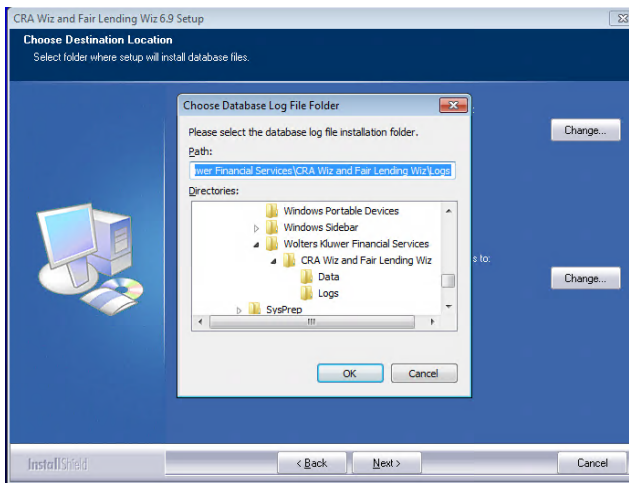 CRA Wiz and Fair Lending Wiz 6.9 Setup
Choose Destination Location
Select folder where setup will install database files.
Choose Database Log File Folder
Please select the database log file installation folder.
Path:
wer Financial Services\CRA Wiz and Fair Lending Wiz\Logs
Directories:
Windows Portable Devices
Windows Sidebar
Wolters Kluwer Financial Services
CRA Wiz and Fair Lending Wiz
Data
Logs
SysPrep
OK Cancel
:
Change...
s to:
Change...
InstallShield
< Back Next > Cancel